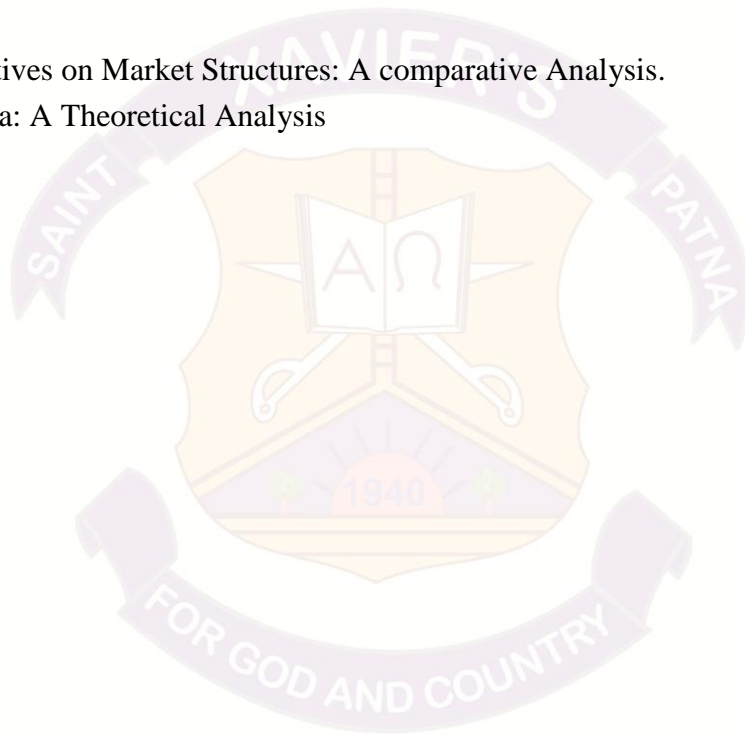 tives on Market Structures: A comparative Analysis.
a: A Theoretical Analysis
SAINT XAVIER'S PATNA
Α Ω
1940
FOR GOD AND COUNTRY